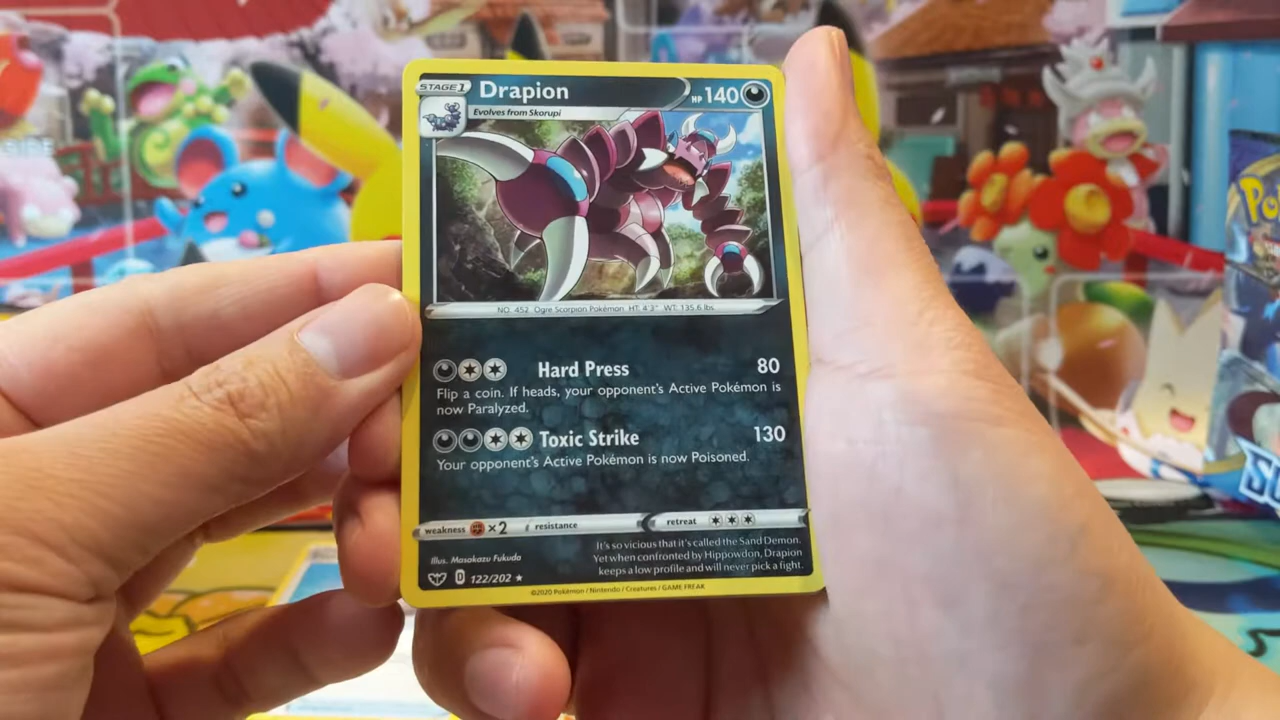 STAGE 1
Drapion
HP 140
Evolves from Skorupi
NO. 452 Ogre Scorpion Pokémon HT: 4'3" WT: 135.6 lbs.
Hard Press 80
Flip a coin. If heads, your opponent's Active Pokémon is
now Paralyzed.
Toxic Strike 130
Your opponent's Active Pokémon is now Poisoned.
weakness ×2 resistance retreat
Illus. Masakazu Fukuda
It's so vicious that it's called the Sand Demon.
Yet when confronted by Hippowdon, Drapion
keeps a low profile and will never pick a fight.
D 122/202 ★
©2020 Pokémon / Nintendo / Creatures / GAME FREAK